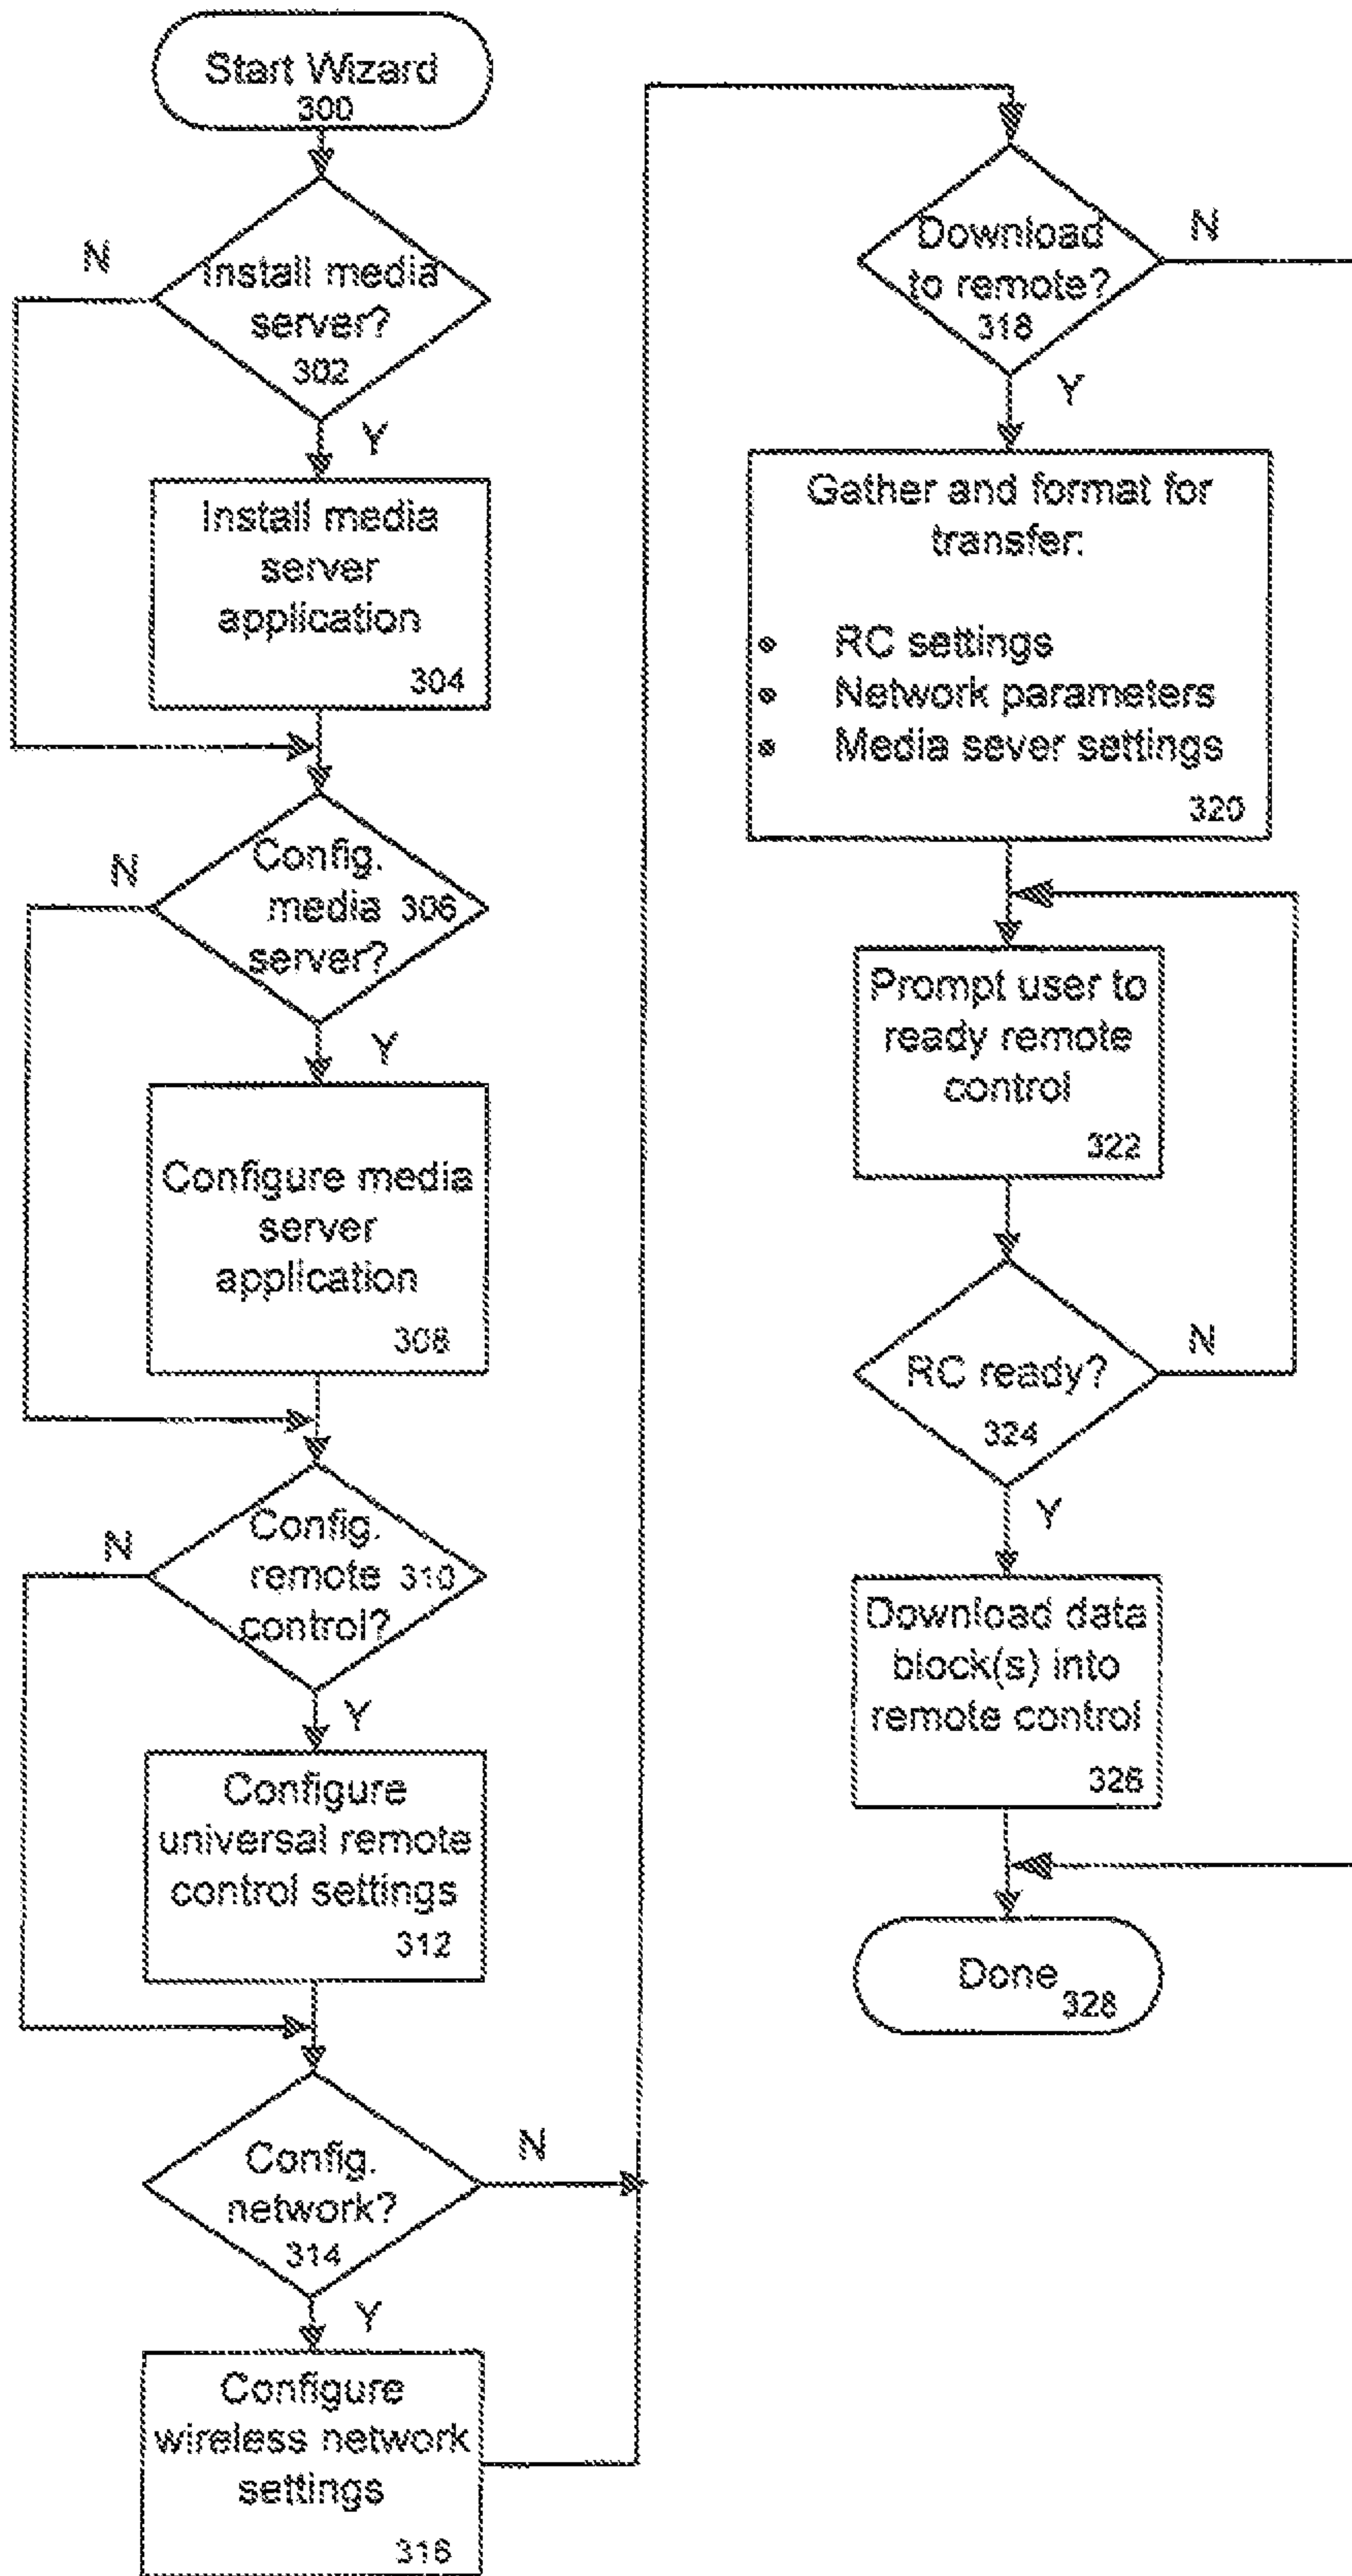 Start Wizard
300
N
Install media
server?
302
Y
Install media
server
application
304
N
Config.
media 306
server?
Y
Configure media
server
application
308
N
Config.
remote 310
control?
Y
Configure
universal remote
control settings
312
Config.
network?
314
N
Y
Configure
wireless network
settings
316
Download
to remote?
318
N
Y
Gather and format for
transfer:
• RC settings
• Network parameters
• Media sever settings
320
Prompt user to
ready remote
control
322
RC ready?
324
N
Y
Download data
block(s) into
remote control
326
Done
328